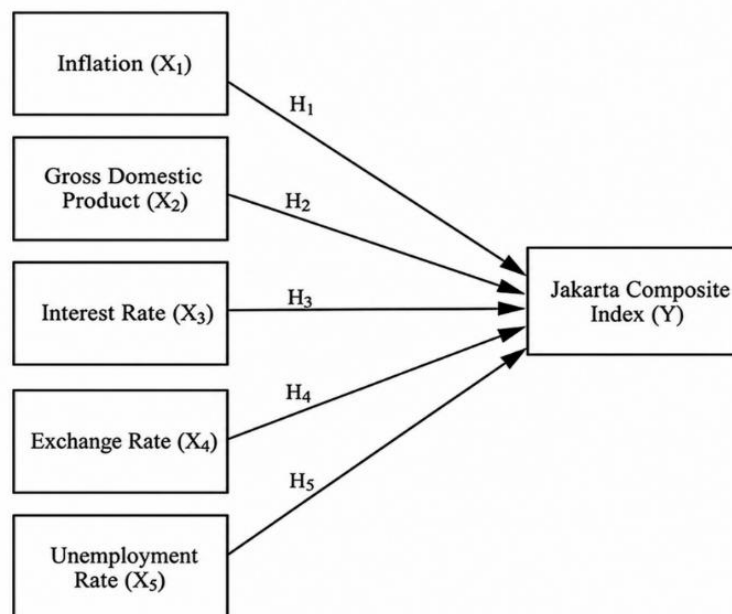 Inflation (X₁)
H₁
Gross Domestic
Product (X₂)
H₂
Interest Rate (X₃)
H₃
Jakarta Composite
Index (Y)
Exchange Rate (X₄)
H₄
Unemployment
Rate (X₅)
H₅